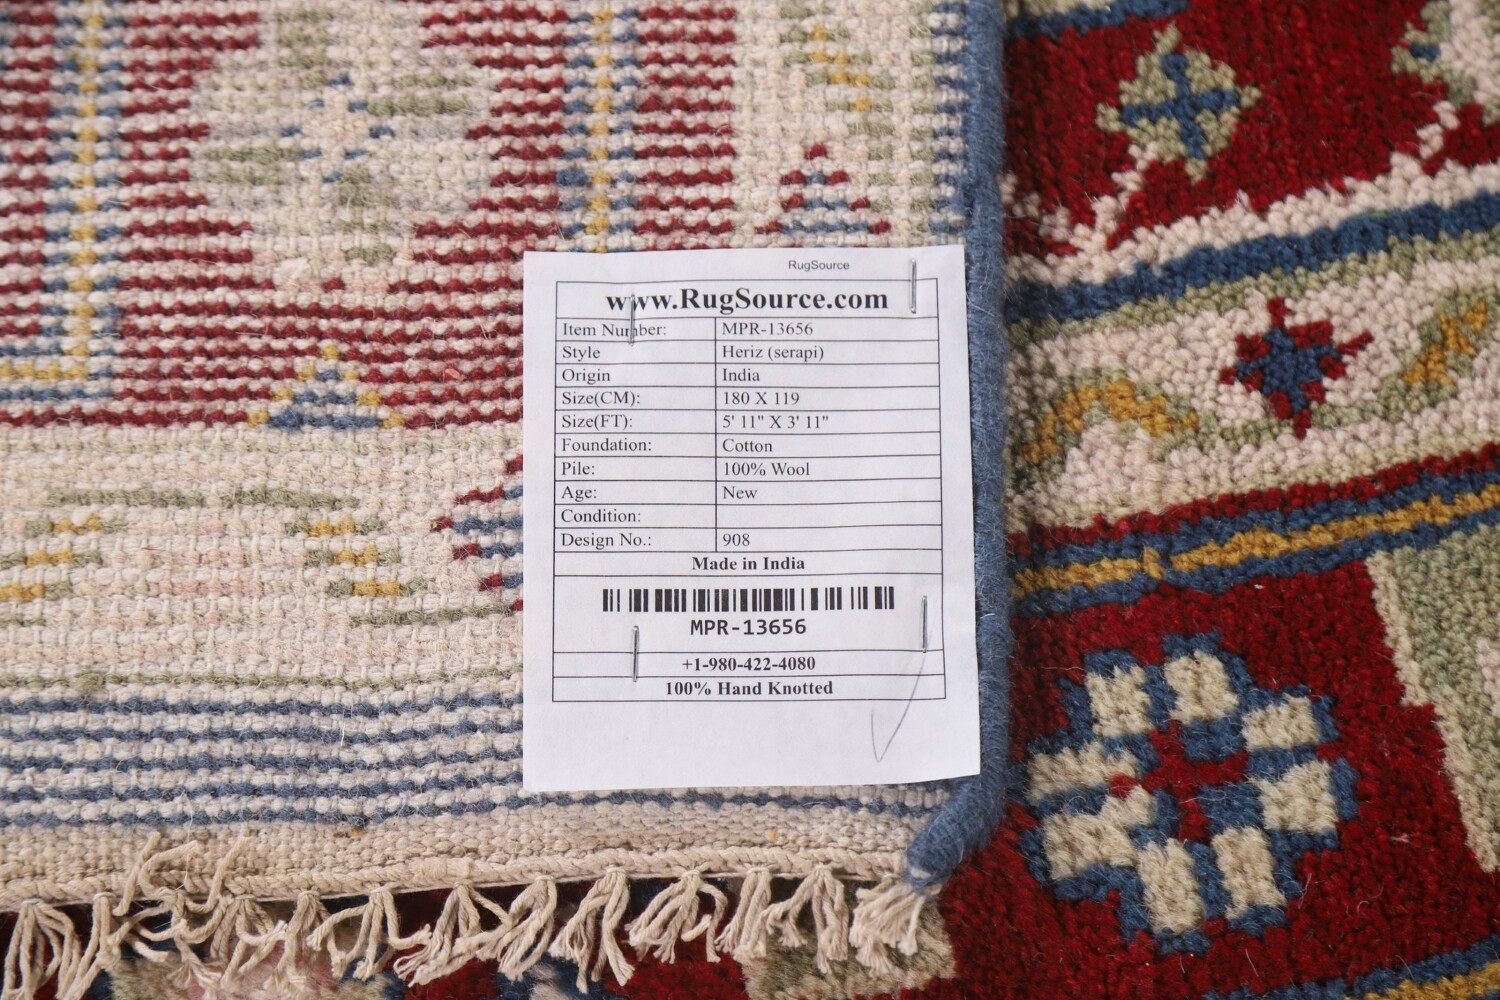 RugSource
www.RugSource.com
Item Number: MPR-13656
Style Heriz (serapi)
Origin India
Size(CM): 180 X 119
Size(FT): 5' 11" X 3' 11"
Foundation: Cotton
Pile: 100% Wool
Age: New
Condition:
Design No.: 908
Made in India
MPR-13656
+1-980-422-4080
100% Hand Knotted